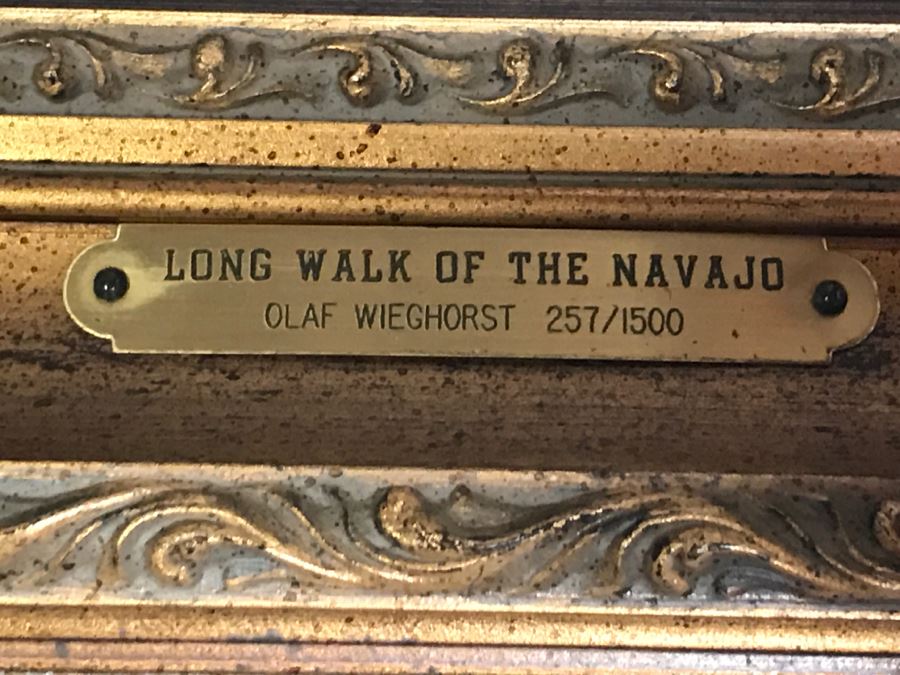 LONG WALK OF THE NAVAJO
OLAF WIEGHORST 257/1500